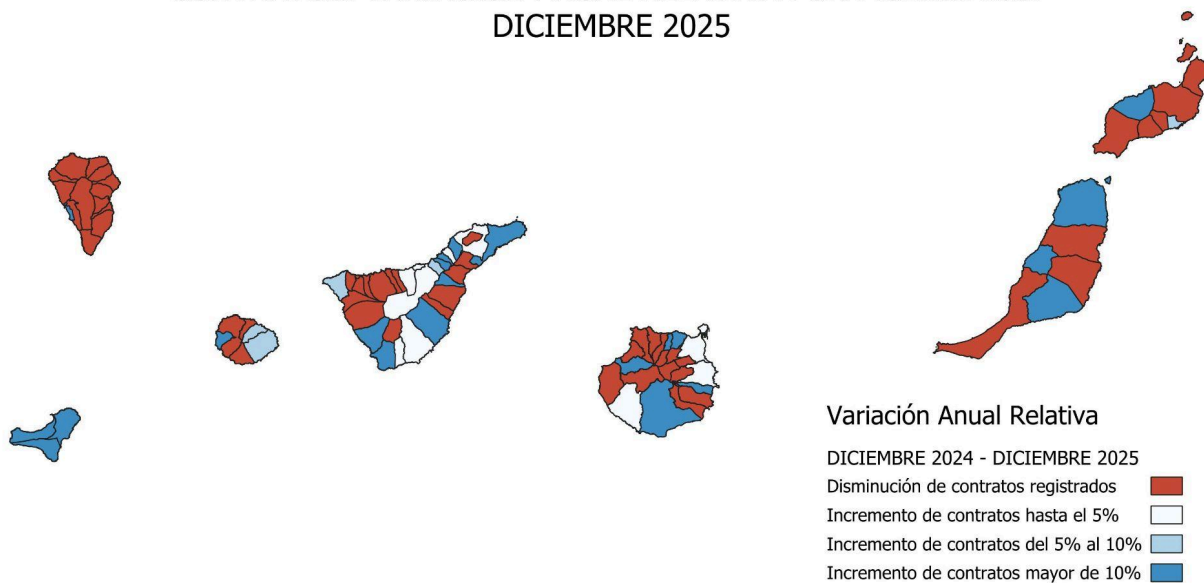 DICIEMBRE 2025
Variación Anual Relativa
DICIEMBRE 2024 - DICIEMBRE 2025
Disminución de contratos registrados
Incremento de contratos hasta el 5%
Incremento de contratos del 5% al 10%
Incremento de contratos mayor de 10%